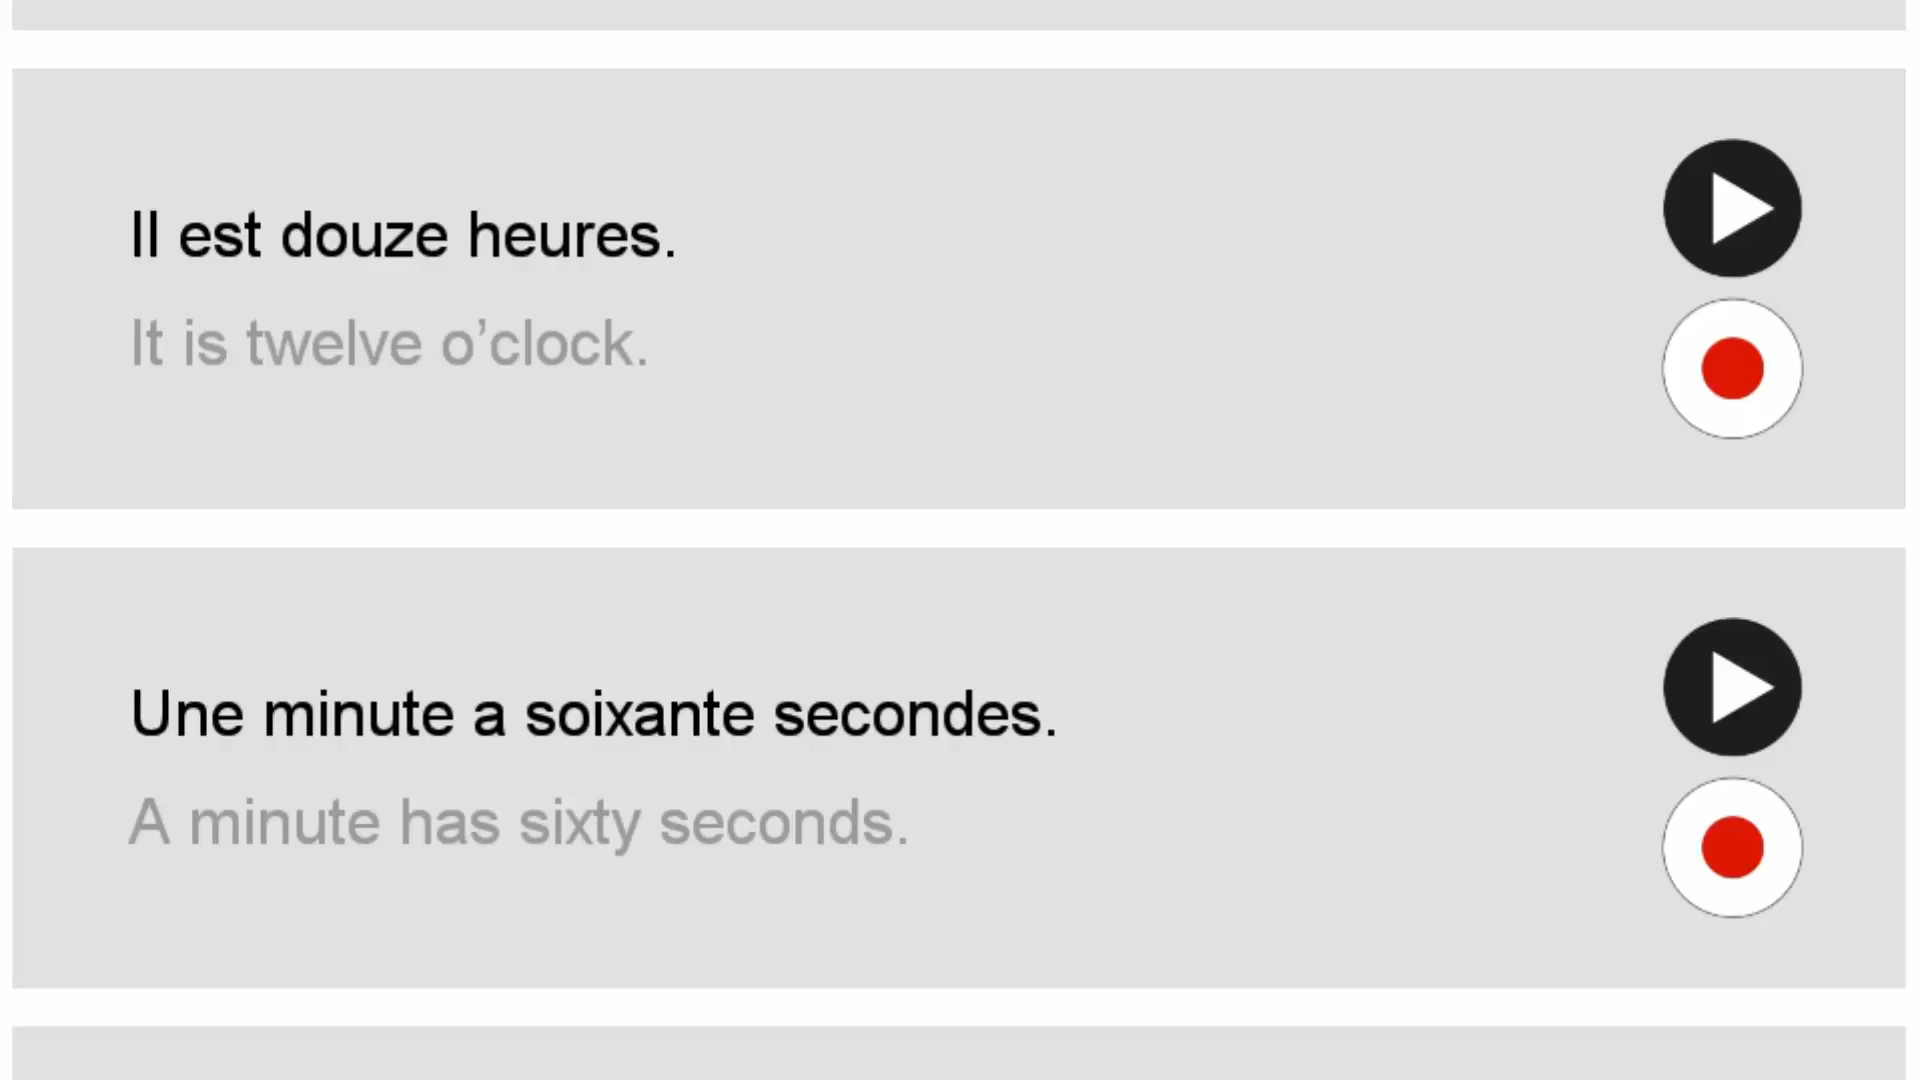 Il est douze heures.
It is twelve o’clock.
Une minute a soixante secondes.
A minute has sixty seconds.